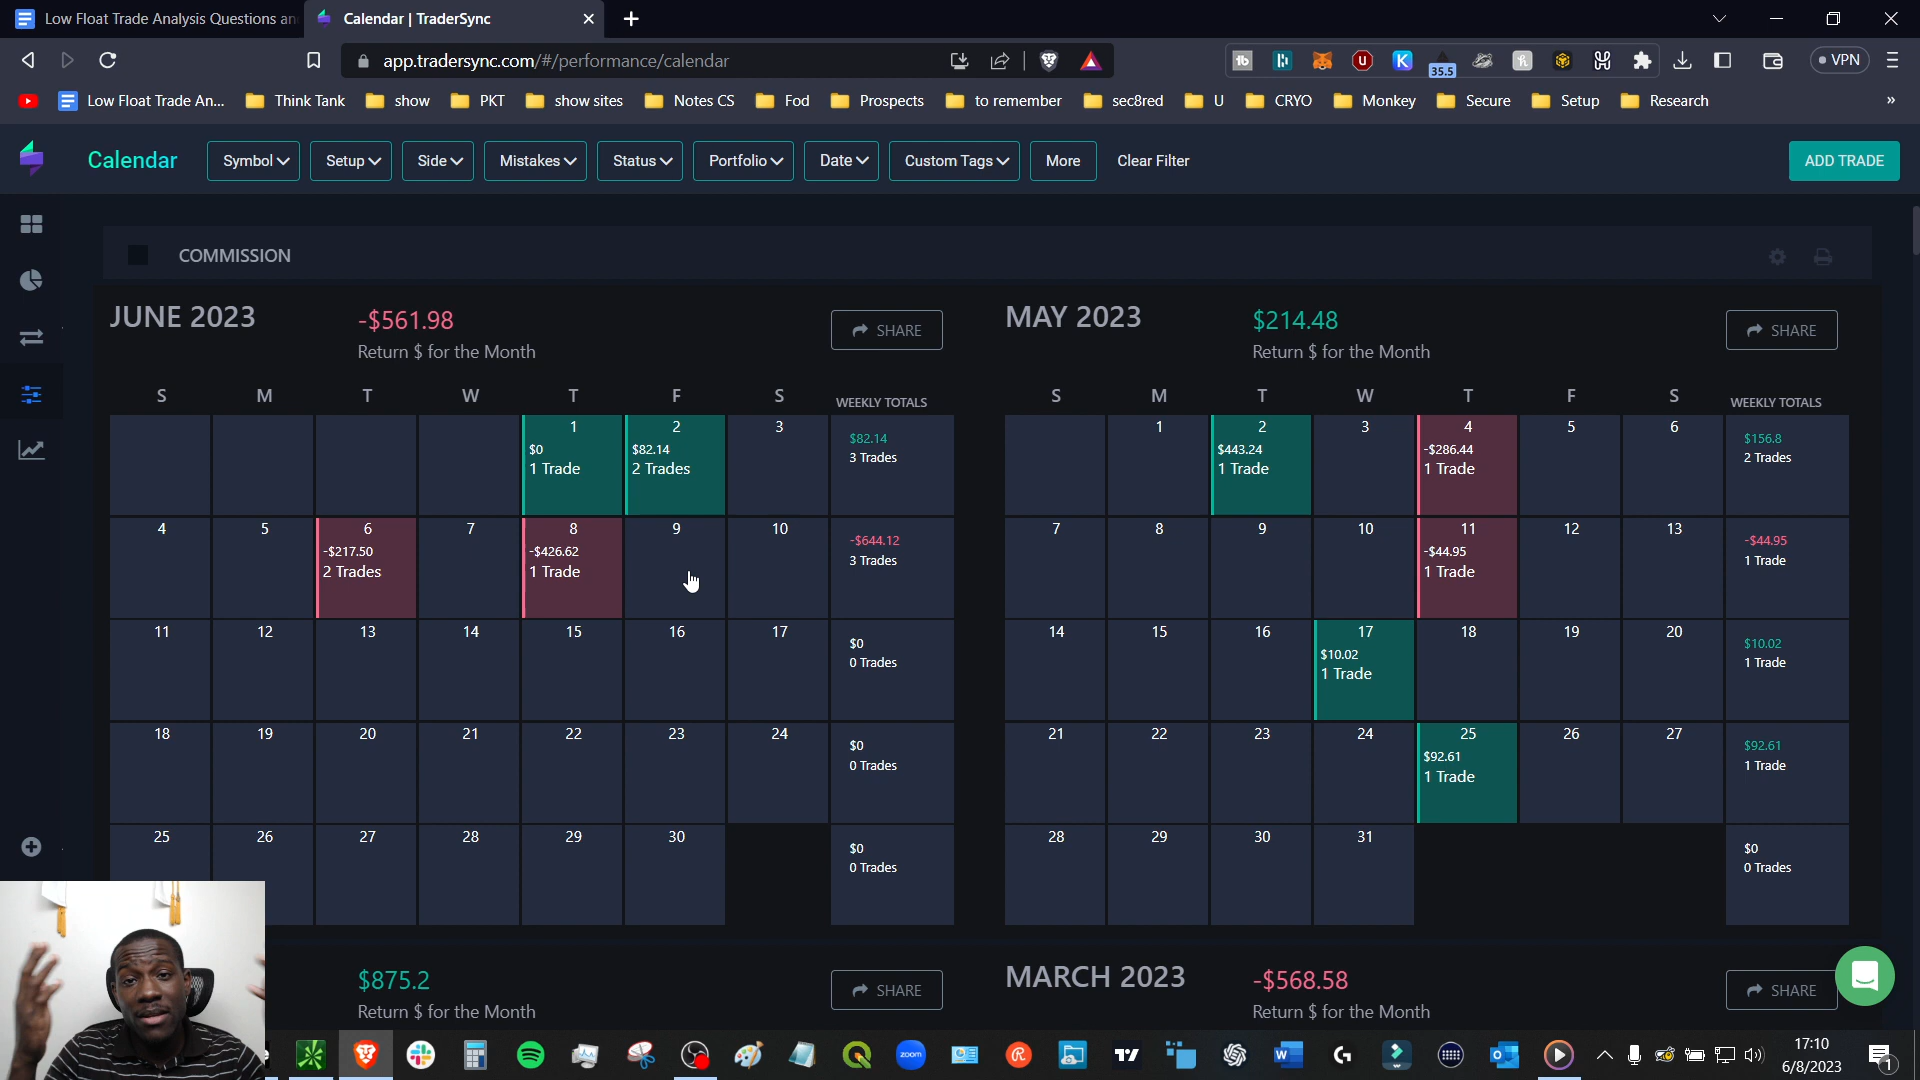 Low Float Trade Analysis Questions an
Calendar | TraderSync
app.tradersync.com/#/performance/calendar
35.5
VPN
Low Float Trade An...
Think Tank
show
PKT
show sites
Notes CS
Fod
Prospects
to remember
sec8red
U
CRYO
Monkey
Secure
Setup
Research
»
Calendar
Symbol
Setup
Side
Mistakes
Status
Portfolio
Date
Custom Tags
More
Clear Filter
ADD TRADE
COMMISSION
JUNE 2023
-$561.98
Return $ for the Month
SHARE
S M T W T F S WEEKLY TOTALS
1 2 3
$0 $82.14 $82.14
1 Trade 2 Trades 3 Trades
4 5 6 7 8 9 10
-$217.50 -$426.62 -$644.12
2 Trades 1 Trade 3 Trades
11 12 13 14 15 16 17
$0
0 Trades
18 19 20 21 22 23 24
$0
0 Trades
25 26 27 28 29 30
$0
0 Trades
MAY 2023
$214.48
Return $ for the Month
SHARE
S M T W T F S WEEKLY TOTALS
1 2 3 4 5 6
$443.24 -$286.44 $156.8
1 Trade 1 Trade 2 Trades
7 8 9 10 11 12 13
-$44.95 -$44.95
1 Trade 1 Trade
14 15 16 17 18 19 20
$10.02 $10.02
1 Trade 1 Trade
21 22 23 24 25 26 27
$92.61 $92.61
1 Trade 1 Trade
28 29 30 31
$0
0 Trades
$875.2
Return $ for the Month
SHARE
MARCH 2023
-$568.58
Return $ for the Month
SHARE
zoom
17:10
6/8/2023
1